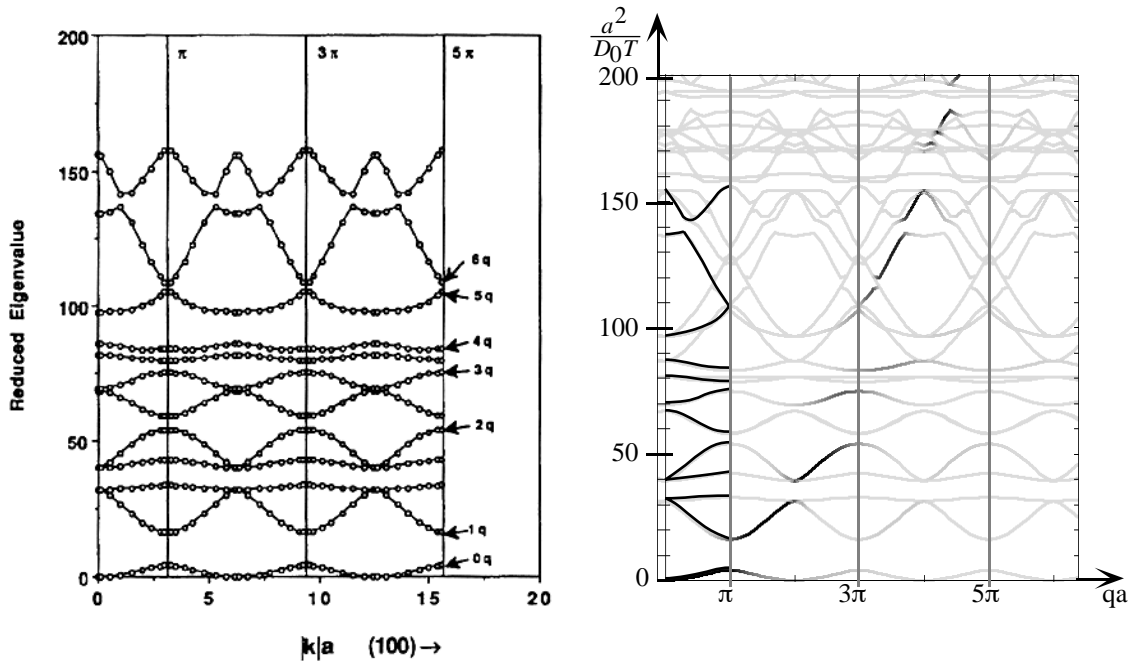 200
150
100
50
0
Reduced Eigenvalue
π
3π
5π
6q
5q
4q
3q
2q
1q
0q
0
5
10
15
20
|k|a (100) →
a²
D₀T
200
150
100
50
0
π
3π
5π
qa